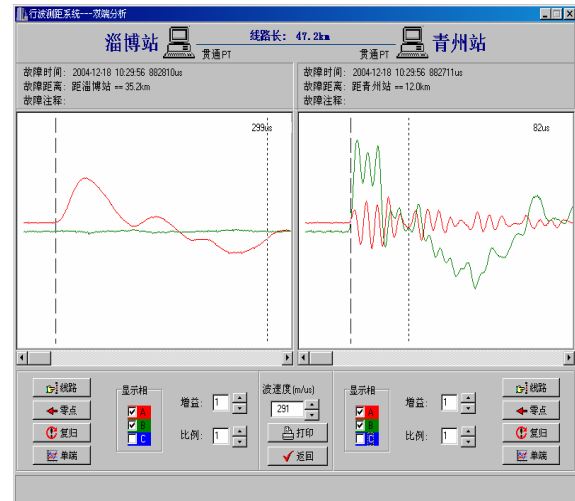 行波测距系统---双端分析
淄博站 贯通PT 线路长: 47.2km 贯通PT 青州站
故障时间: 2004-12-18 10:29:56 882810us
故障距离: 距淄博站 == 35.2km
故障注释:
故障时间: 2004-12-18 10:29:56 882711us
故障距离: 距青州站 == 12.0km
故障注释:
299us
82us
线路
零点
复归
单端
显示相
A
B
C
增益: 1
比例: 1
波速度(m/us)
291
打印
返回
显示相
A
B
C
增益: 1
比例: 1
线路
零点
复归
单端